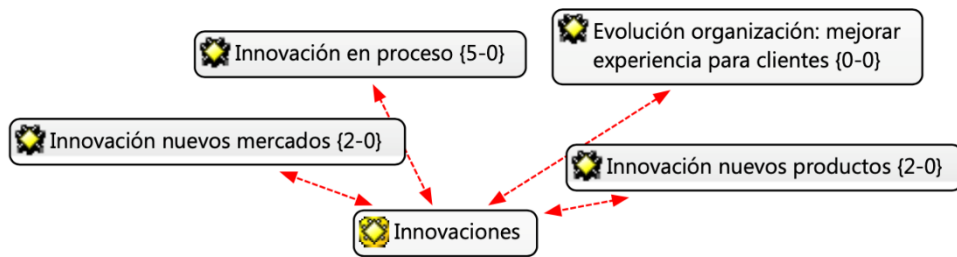 Evolución organización: mejorar
experiencia para clientes {0-0}
Innovación en proceso {5-0}
Innovación nuevos mercados {2-0}
Innovación nuevos productos {2-0}
Innovaciones